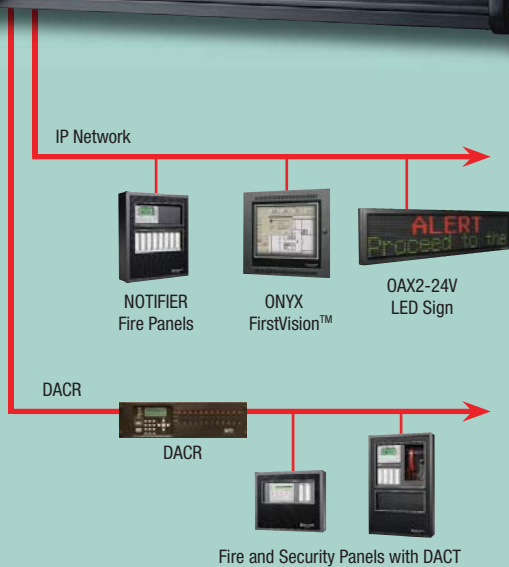 IP Network
ALERT
Proceed to the
NOTIFIER
Fire Panels
ONYX
FirstVision™
OAX2-24V
LED Sign
DACR
DACR
Fire and Security Panels with DACT